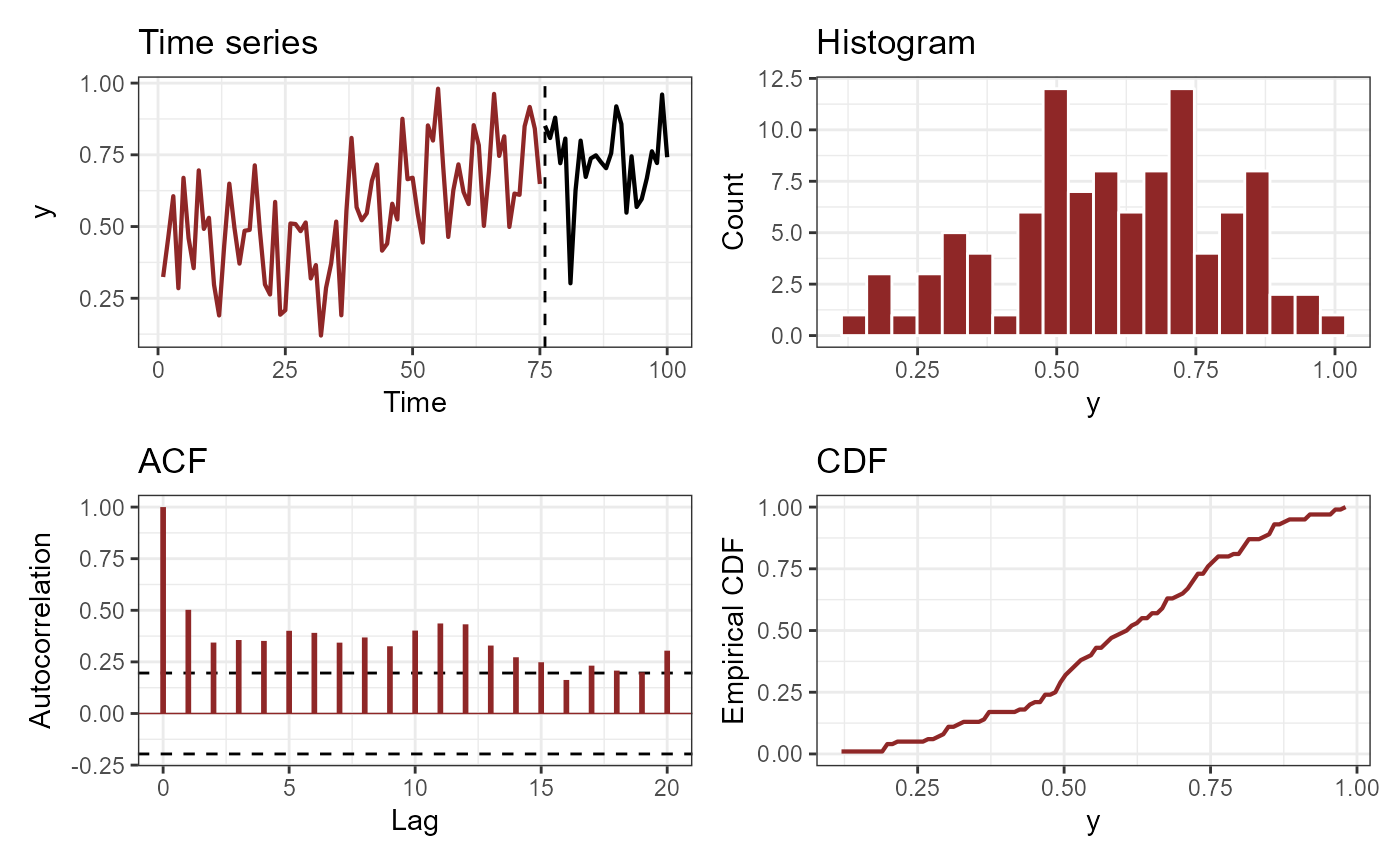 Time series
1.00
0.75
0.50
0.25
y
0 25 50 75 100
Time
Histogram
12.5
10.0
7.5
5.0
2.5
0.0
Count
0.25 0.50 0.75 1.00
y
ACF
1.00
0.75
0.50
0.25
0.00
-0.25
Autocorrelation
0 5 10 15 20
Lag
CDF
1.00
0.75
0.50
0.25
0.00
Empirical CDF
0.25 0.50 0.75 1.00
y